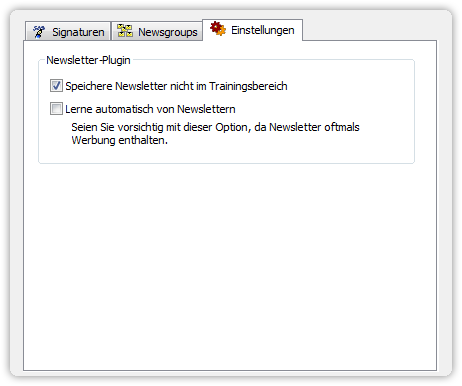 Signaturen Newsgroups Einstellungen
Newsletter-Plugin
Speichere Newsletter nicht im Trainingsbereich
Lerne automatisch von Newslettern
Seien Sie vorsichtig mit dieser Option, da Newsletter oftmals
Werbung enthalten.